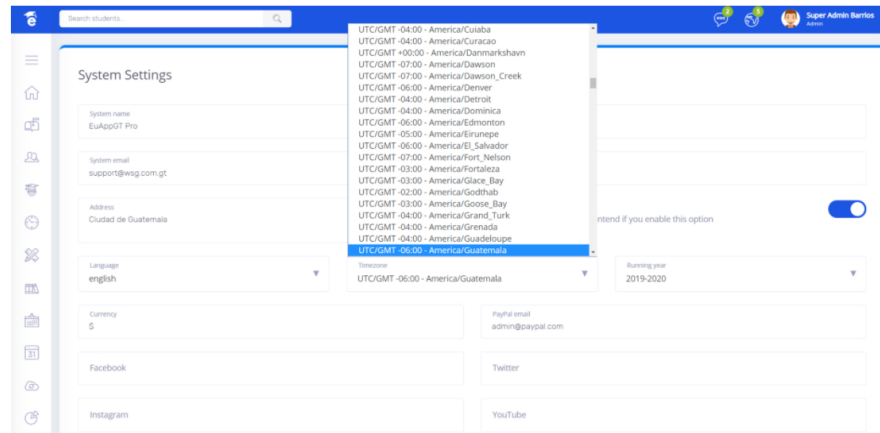 Search students...
2
5
Super Admin Barrios
Admin
System Settings
System name
EuAppGT Pro
System email
support@wsg.com.gt
Address
Ciudad de Guatemala
UTC/GMT -04:00 - America/Cuiaba
UTC/GMT -04:00 - America/Curacao
UTC/GMT +00:00 - America/Danmarkshavn
UTC/GMT -07:00 - America/Dawson
UTC/GMT -07:00 - America/Dawson_Creek
UTC/GMT -06:00 - America/Denver
UTC/GMT -04:00 - America/Detroit
UTC/GMT -04:00 - America/Dominica
UTC/GMT -06:00 - America/Edmonton
UTC/GMT -05:00 - America/Eirunepe
UTC/GMT -06:00 - America/El_Salvador
UTC/GMT -07:00 - America/Fort_Nelson
UTC/GMT -03:00 - America/Fortaleza
UTC/GMT -03:00 - America/Glace_Bay
UTC/GMT -02:00 - America/Godthab
UTC/GMT -03:00 - America/Goose_Bay
UTC/GMT -04:00 - America/Grand_Turk
UTC/GMT -04:00 - America/Grenada
UTC/GMT -04:00 - America/Guadeloupe
UTC/GMT -06:00 - America/Guatemala
ntend if you enable this option
Language
english
Timezone
UTC/GMT -06:00 - America/Guatemala
Running year
2019-2020
Currency
$
PayPal email
admin@paypal.com
Facebook
Twitter
Instagram
YouTube
31